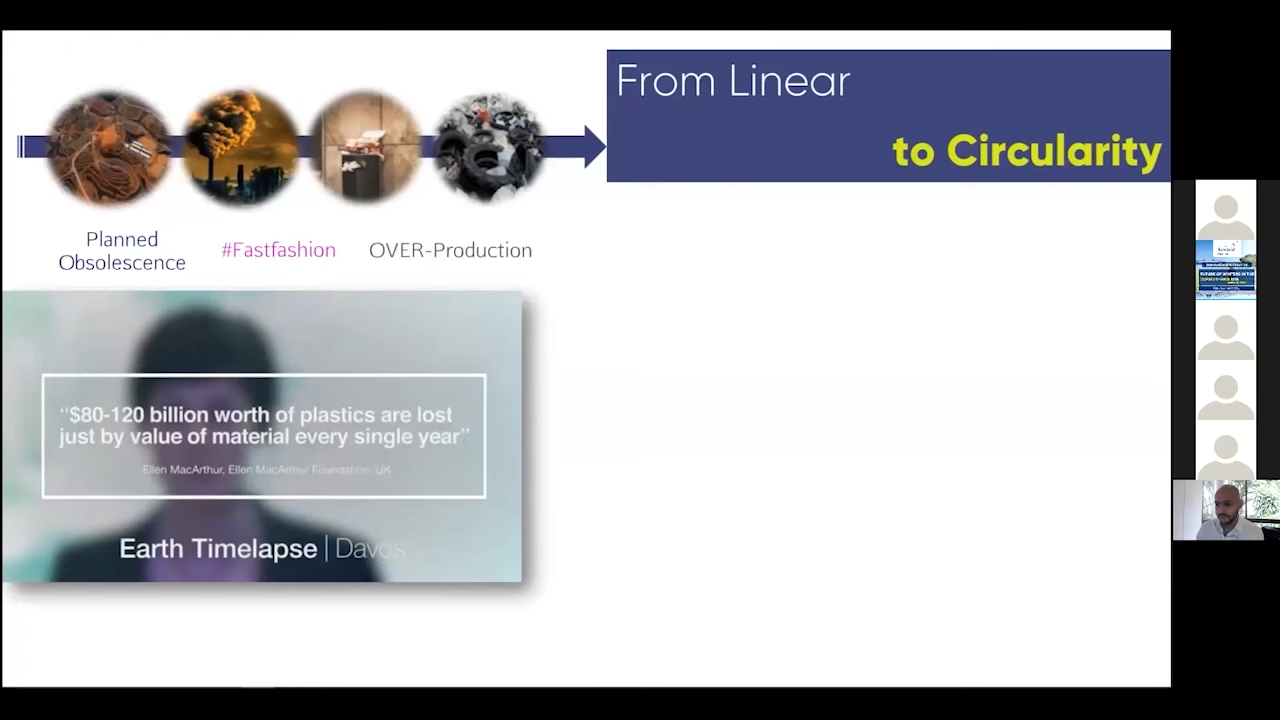 From Linear
to Circularity
Planned
Obsolescence
#Fastfashion
OVER-Production
“$80-120 billion worth of plastics are lost
just by value of material every single year”
Ellen MacArthur, Ellen MacArthur Foundation, UK
Earth Timelapse | Davos